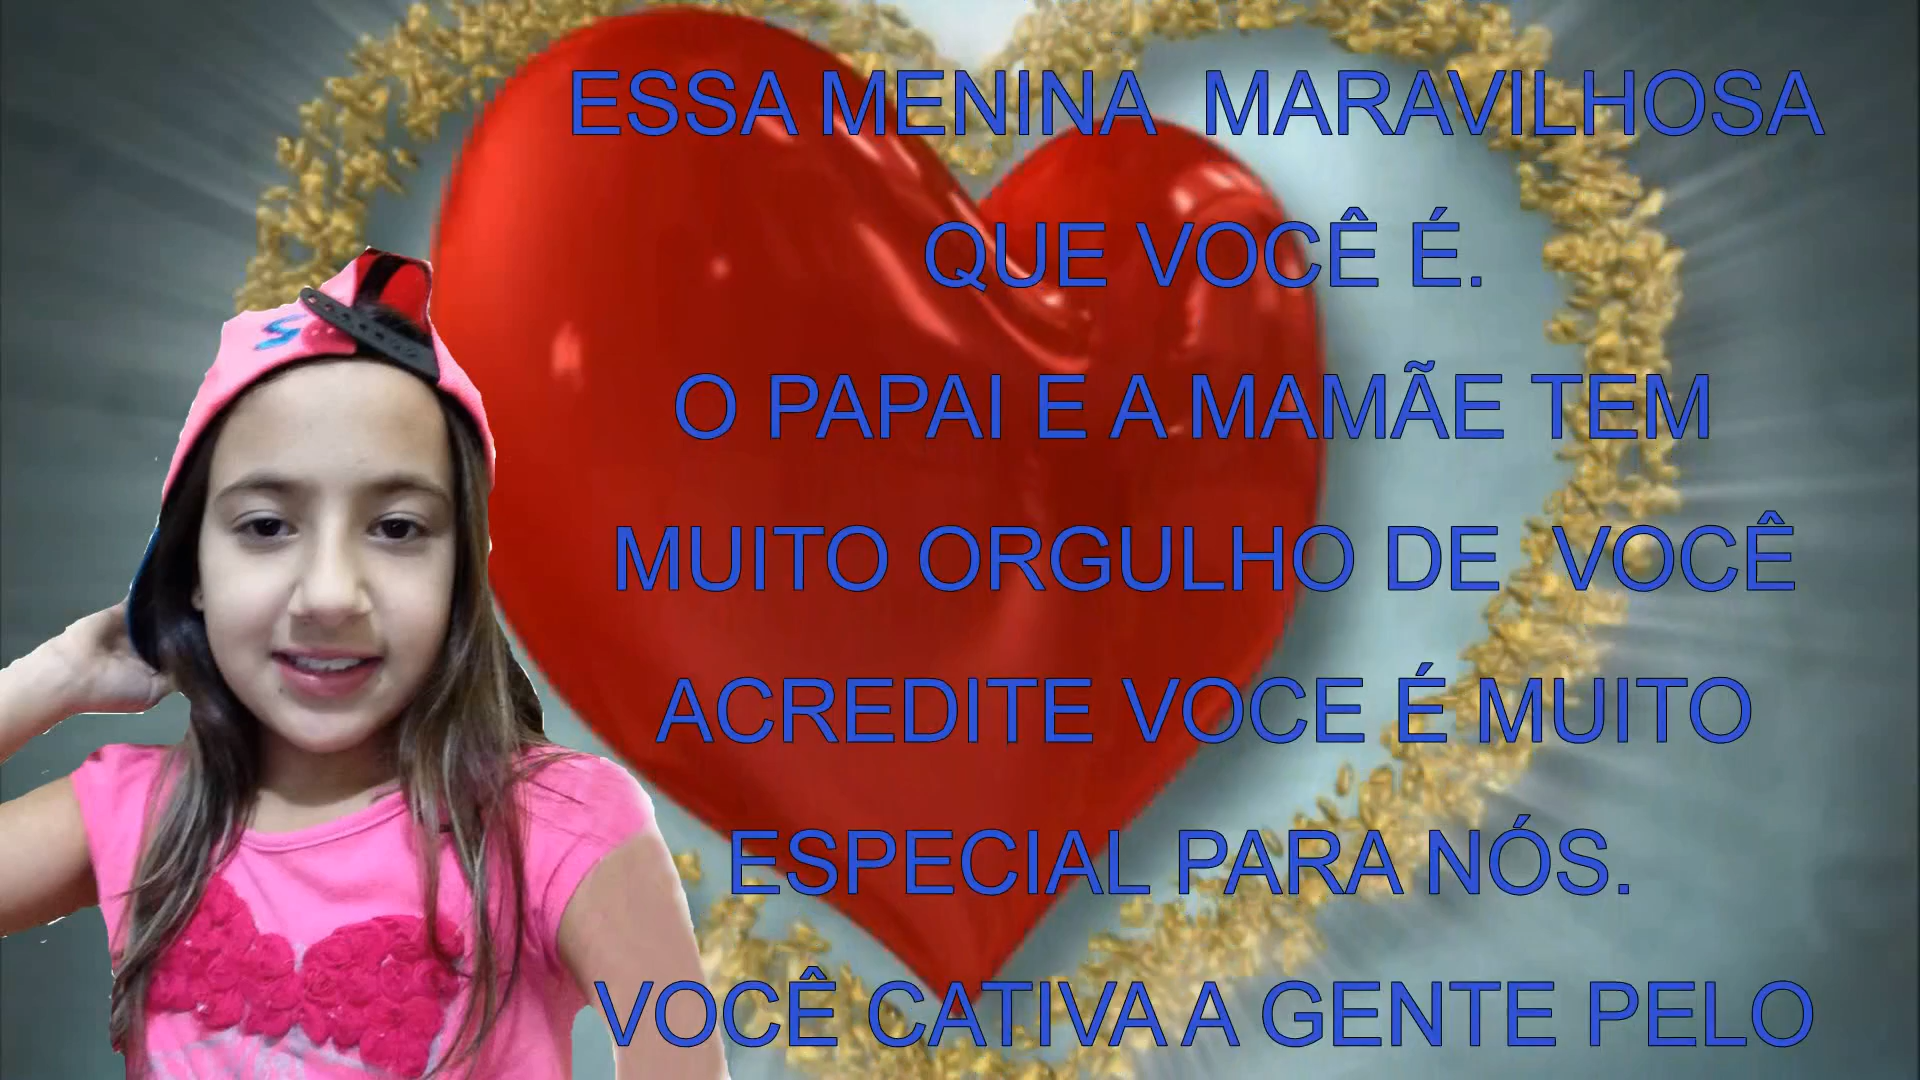 ESSA MENINA MARAVILHOSA
QUE VOCÊ É.
O PAPAI E A MAMÃE TEM
MUITO ORGULHO DE VOCÊ
ACREDITE VOCE É MUITO
ESPECIAL PARA NÓS.
VOCÊ CATIVA A GENTE PELO